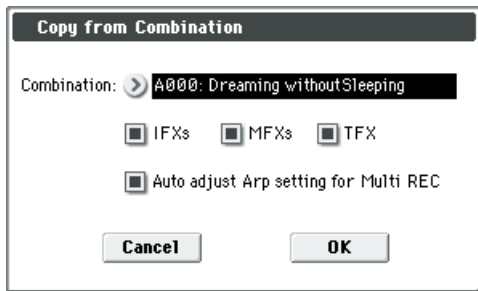 Copy from Combination
Combination: A000: Dreaming withoutSleeping
IFXs MFXs TFX
Auto adjust Arp setting for Multi REC
Cancel OK